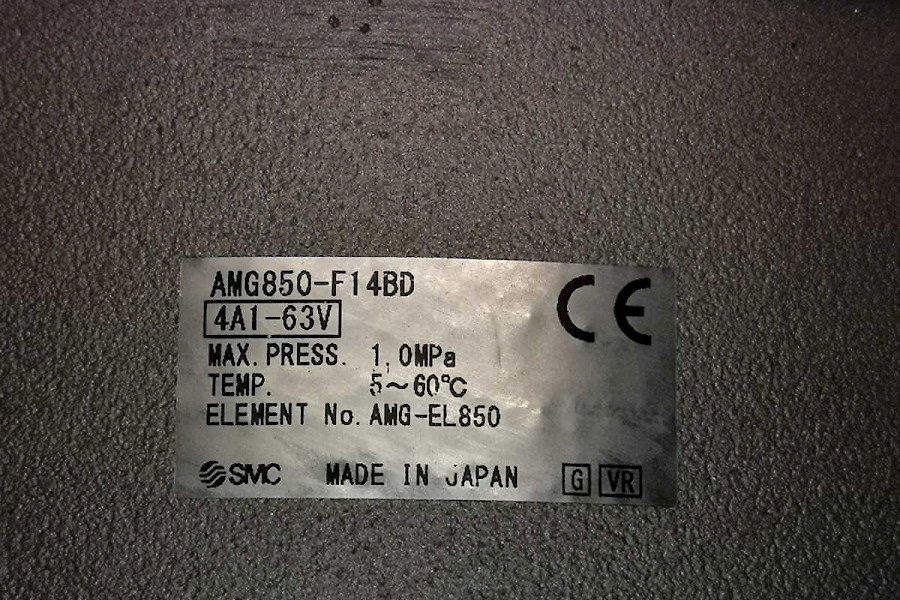 AMG850-F14BD
4A1-63V
MAX. PRESS. 1.0MPa
TEMP. 5~60℃
ELEMENT No. AMG-EL850
SMC MADE IN JAPAN G VR
CE